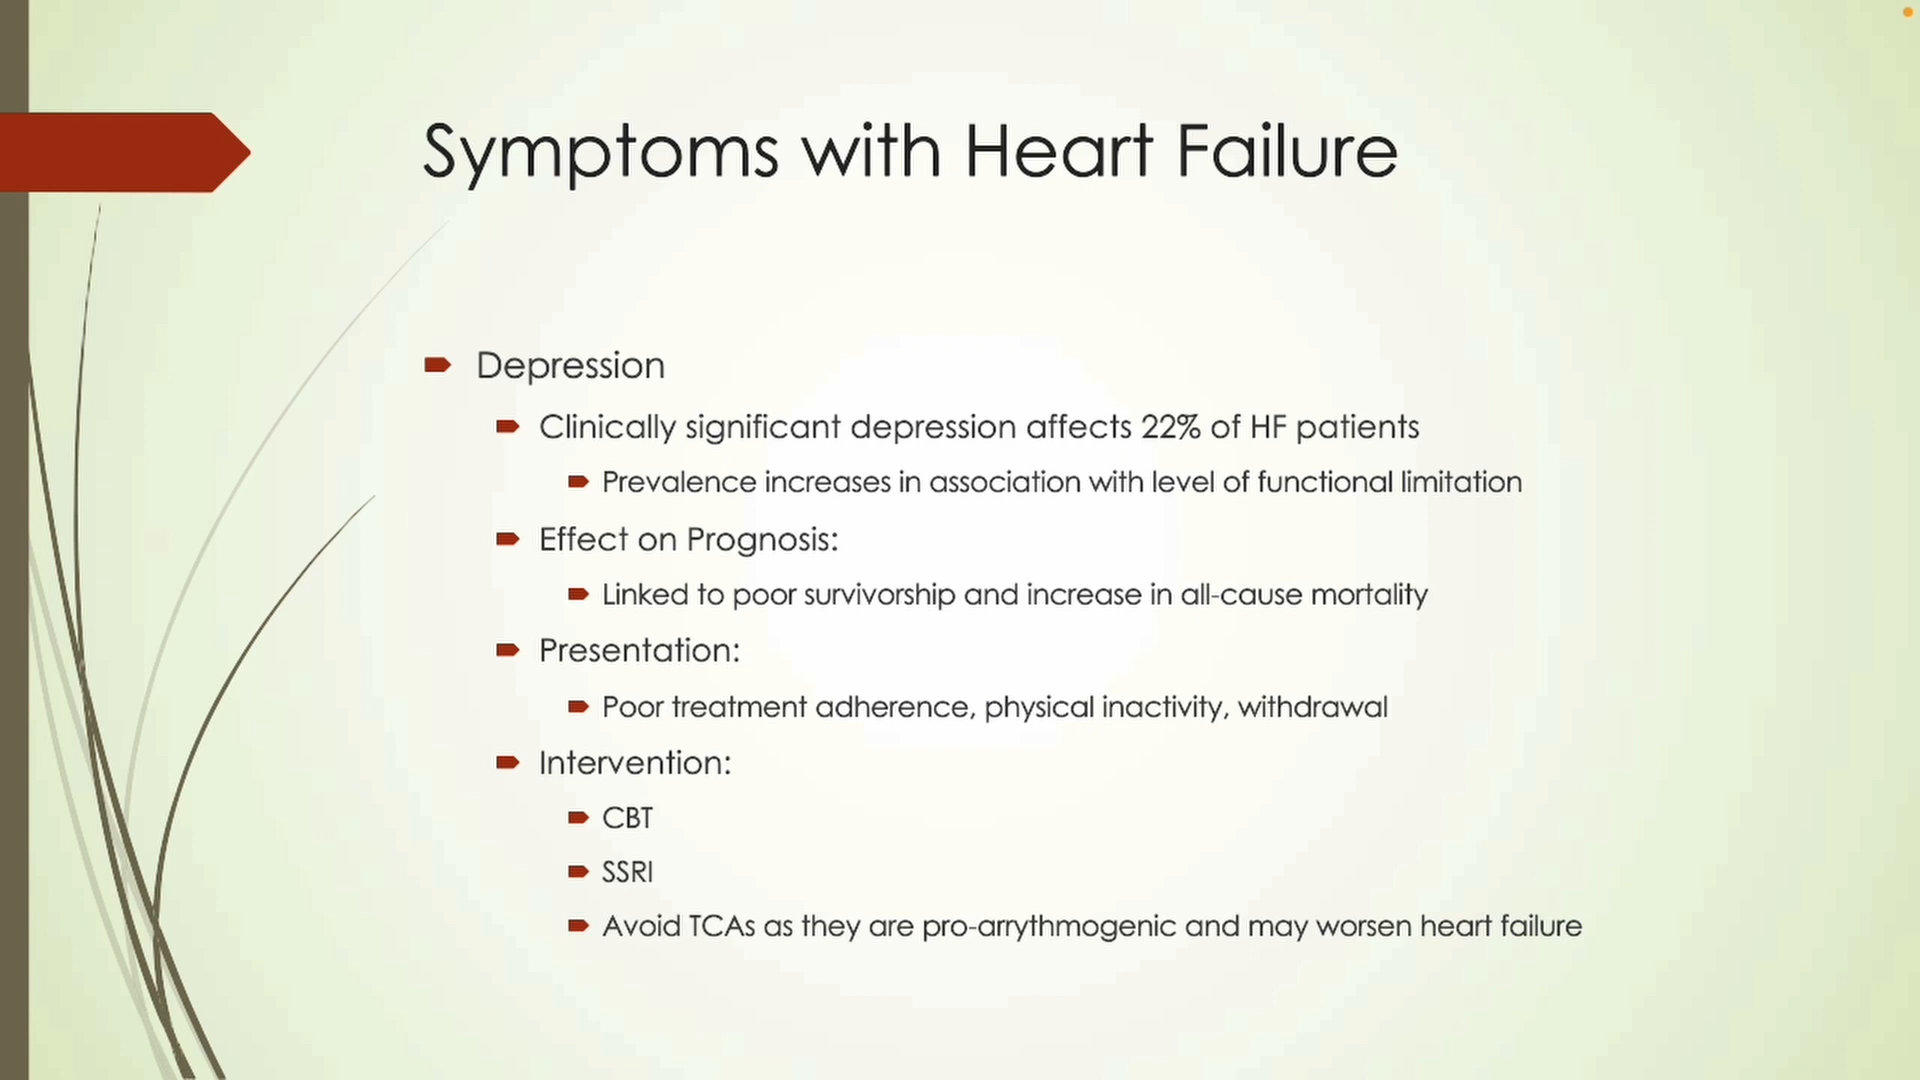 Symptoms with Heart Failure
Depression
Clinically significant depression affects 22% of HF patients
Prevalence increases in association with level of functional limitation
Effect on Prognosis:
Linked to poor survivorship and increase in all-cause mortality
Presentation:
Poor treatment adherence, physical inactivity, withdrawal
Intervention:
CBT
SSRI
Avoid TCAs as they are pro-arrythmogenic and may worsen heart failure